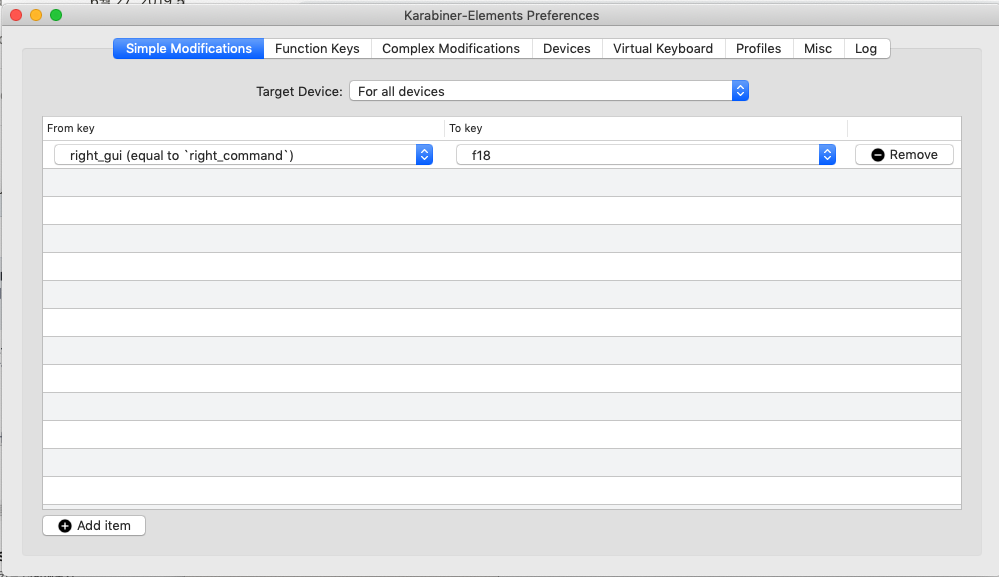 Karabiner-Elements Preferences
Simple Modifications Function Keys Complex Modifications Devices Virtual Keyboard Profiles Misc Log
Target Device: For all devices
From key To key
right_gui (equal to `right_command`) f18 Remove
Add item